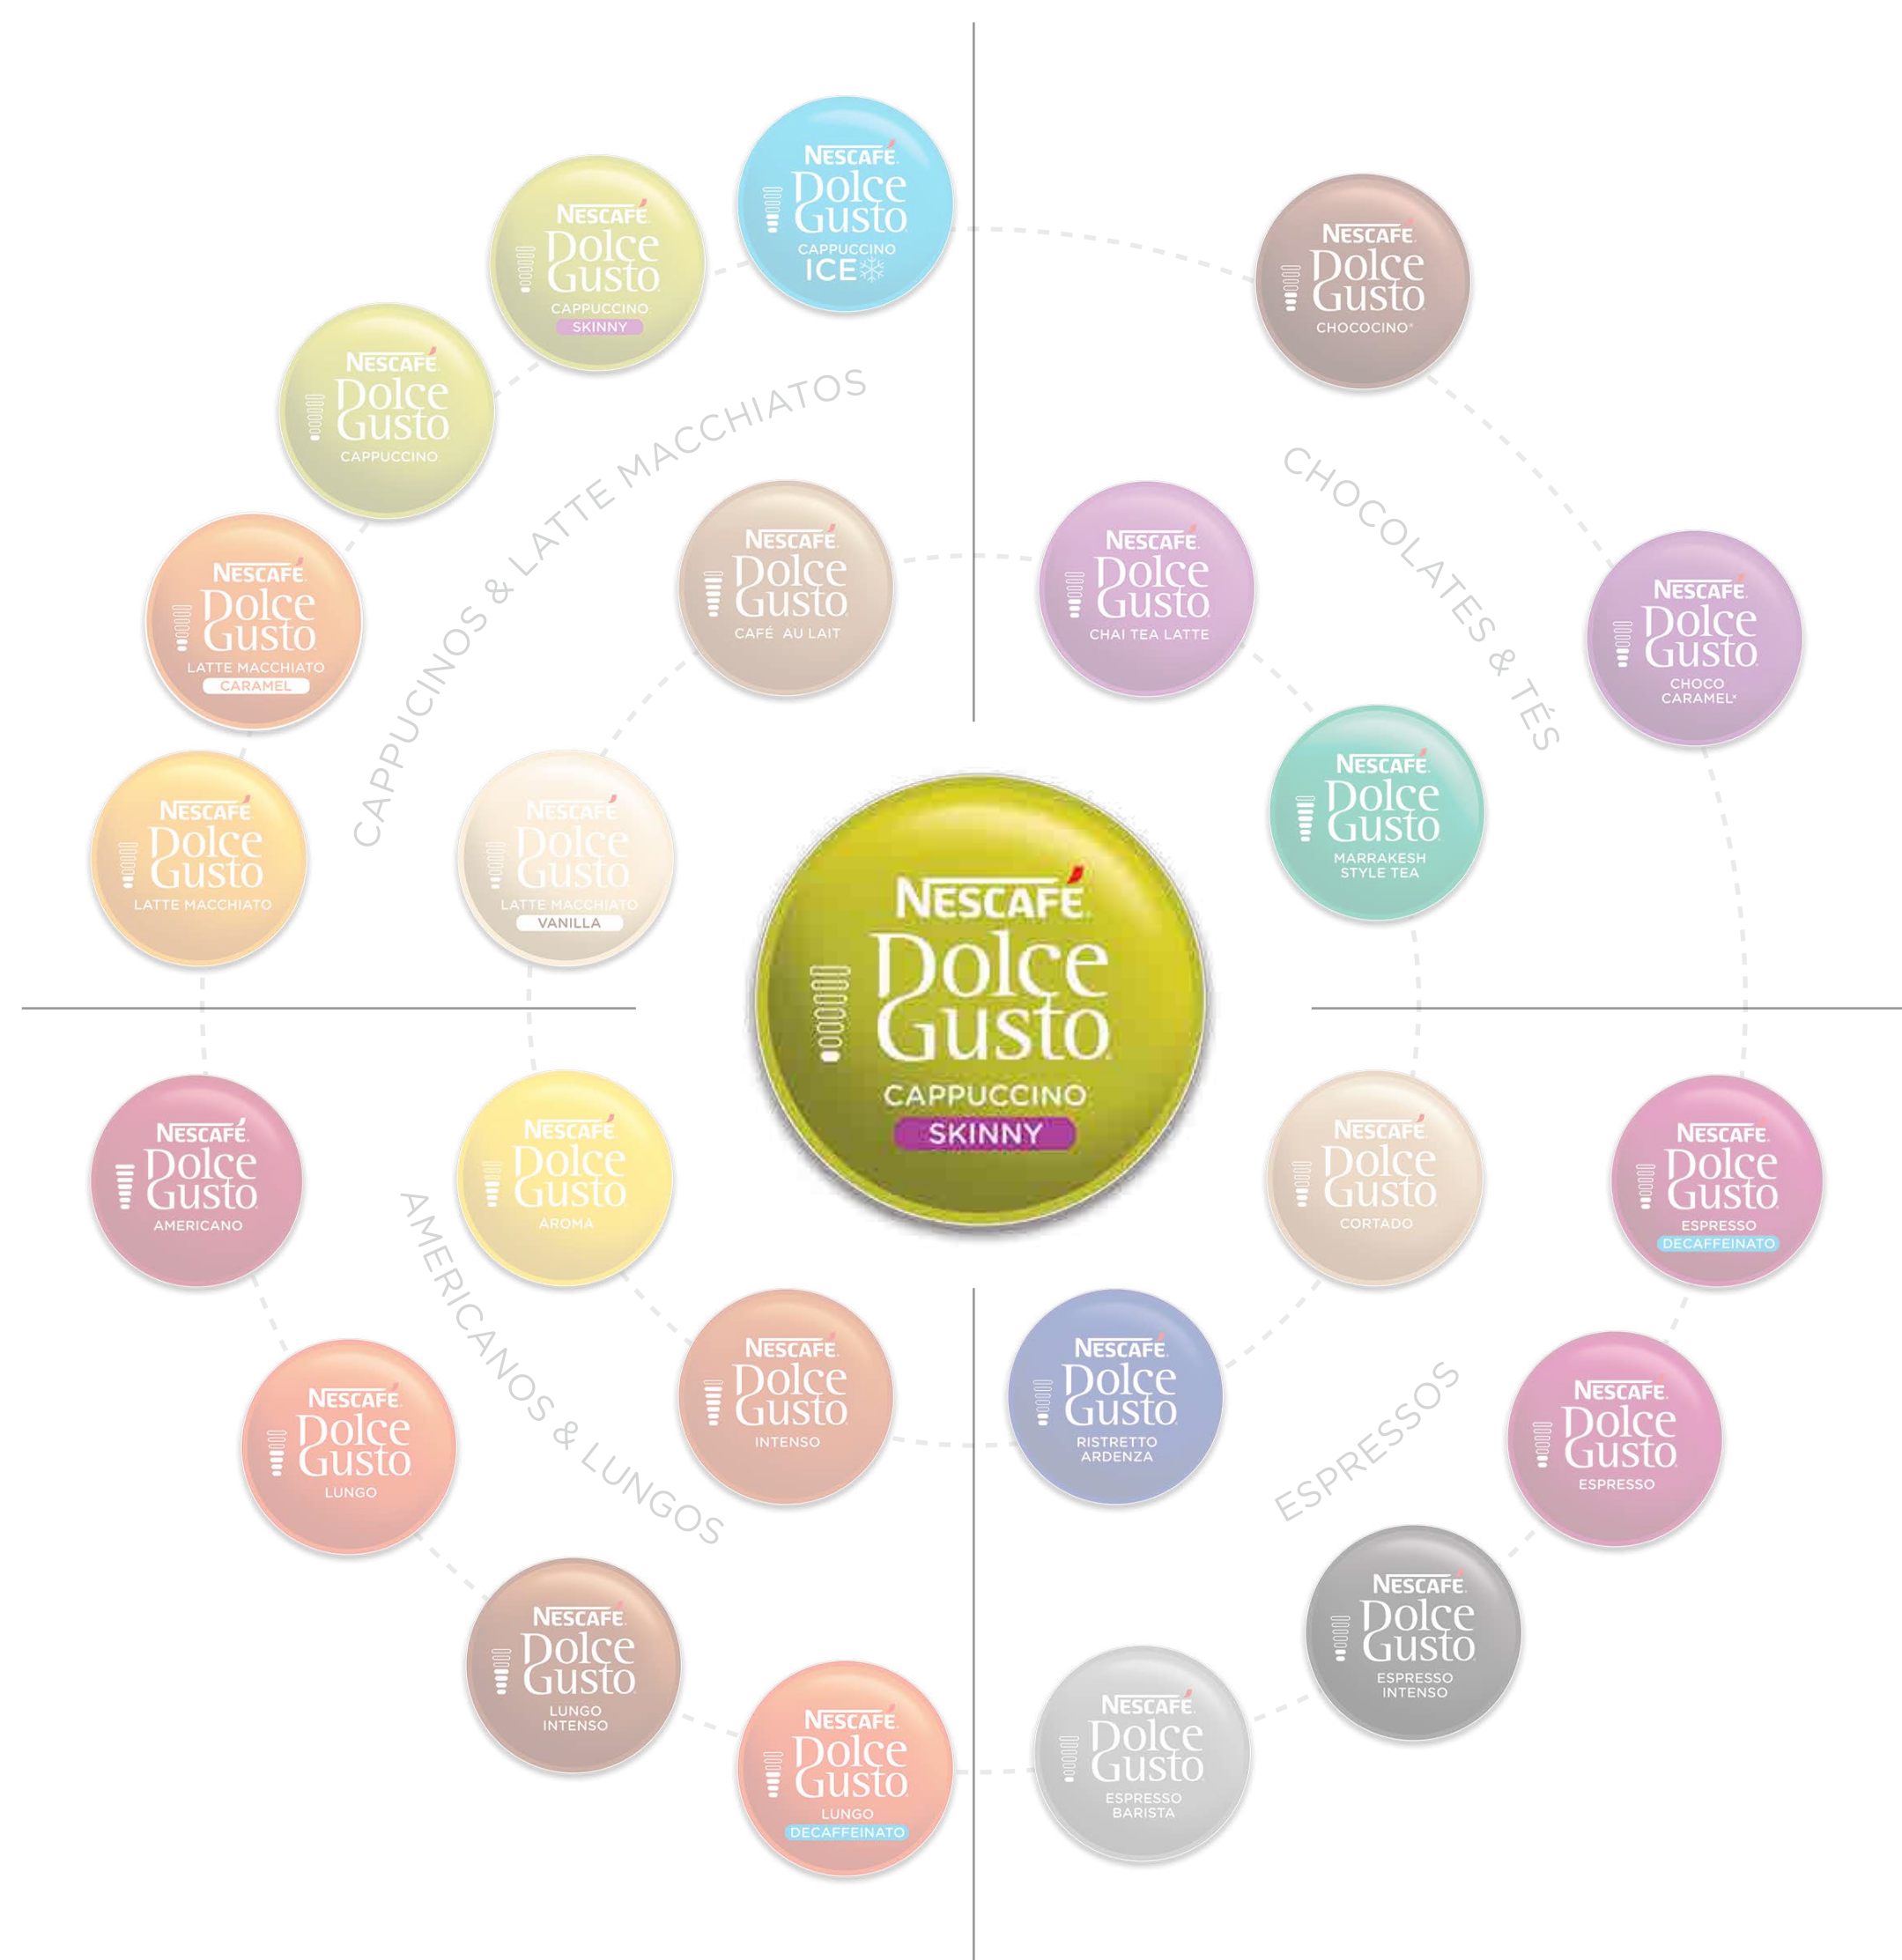 NESCAFÉ
Dolce
Gusto
CAPPUCCINO
ICE
NESCAFÉ
Dolce
Gusto
CAPPUCCINO
SKINNY
NESCAFÉ
Dolce
Gusto
CAPPUCCINO
NESCAFÉ
Dolce
Gusto
LATTE MACCHIATO
CARAMEL
NESCAFÉ
Dolce
Gusto
LATTE MACCHIATO
CAPPUCINOS & LATTE MACCHIATOS
NESCAFÉ
Dolce
Gusto
CAFÉ AU LAIT
NESCAFÉ
Dolce
Gusto
LATTE MACCHIATO
VANILLA
NESCAFÉ
Dolce
Gusto
CHOCOCINO®
NESCAFÉ
Dolce
Gusto
CHOCO
CARAMEL*
CHOCOLATES & TÉS
NESCAFÉ
Dolce
Gusto
CHAI TEA LATTE
NESCAFÉ
Dolce
Gusto
MARRAKESH
STYLE TEA
NESCAFÉ
Dolce
Gusto
CAPPUCCINO
SKINNY
NESCAFÉ
Dolce
Gusto
AMERICANO
NESCAFÉ
Dolce
Gusto
AROMA
NESCAFÉ
Dolce
Gusto
INTENSO
AMERICANOS & LUNGOS
NESCAFÉ
Dolce
Gusto
LUNGO
NESCAFÉ
Dolce
Gusto
LUNGO
INTENSO
NESCAFÉ
Dolce
Gusto
LUNGO
DECAFFEINATO
NESCAFÉ
Dolce
Gusto
CORTADO
NESCAFÉ
Dolce
Gusto
ESPRESSO
DECAFFEINATO
NESCAFÉ
Dolce
Gusto
RISTRETTO
ARDENZA
ESPRESSOS
NESCAFÉ
Dolce
Gusto
ESPRESSO
NESCAFÉ
Dolce
Gusto
ESPRESSO
INTENSO
NESCAFÉ
Dolce
Gusto
ESPRESSO
BARISTA